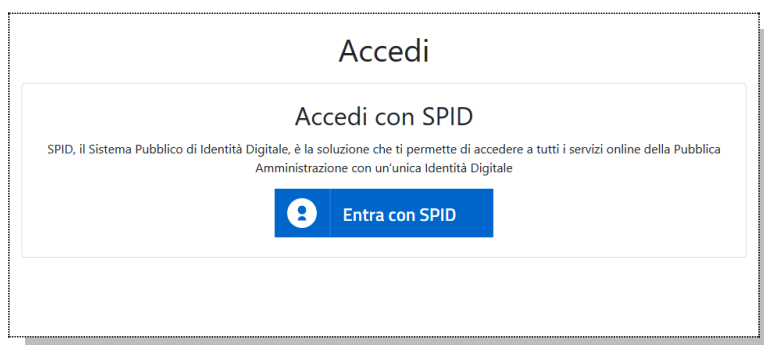 Accedi
Accedi con SPID
SPID, il Sistema Pubblico di Identità Digitale, è la soluzione che ti permette di accedere a tutti i servizi online della Pubblica
Amministrazione con un'unica Identità Digitale
Entra con SPID